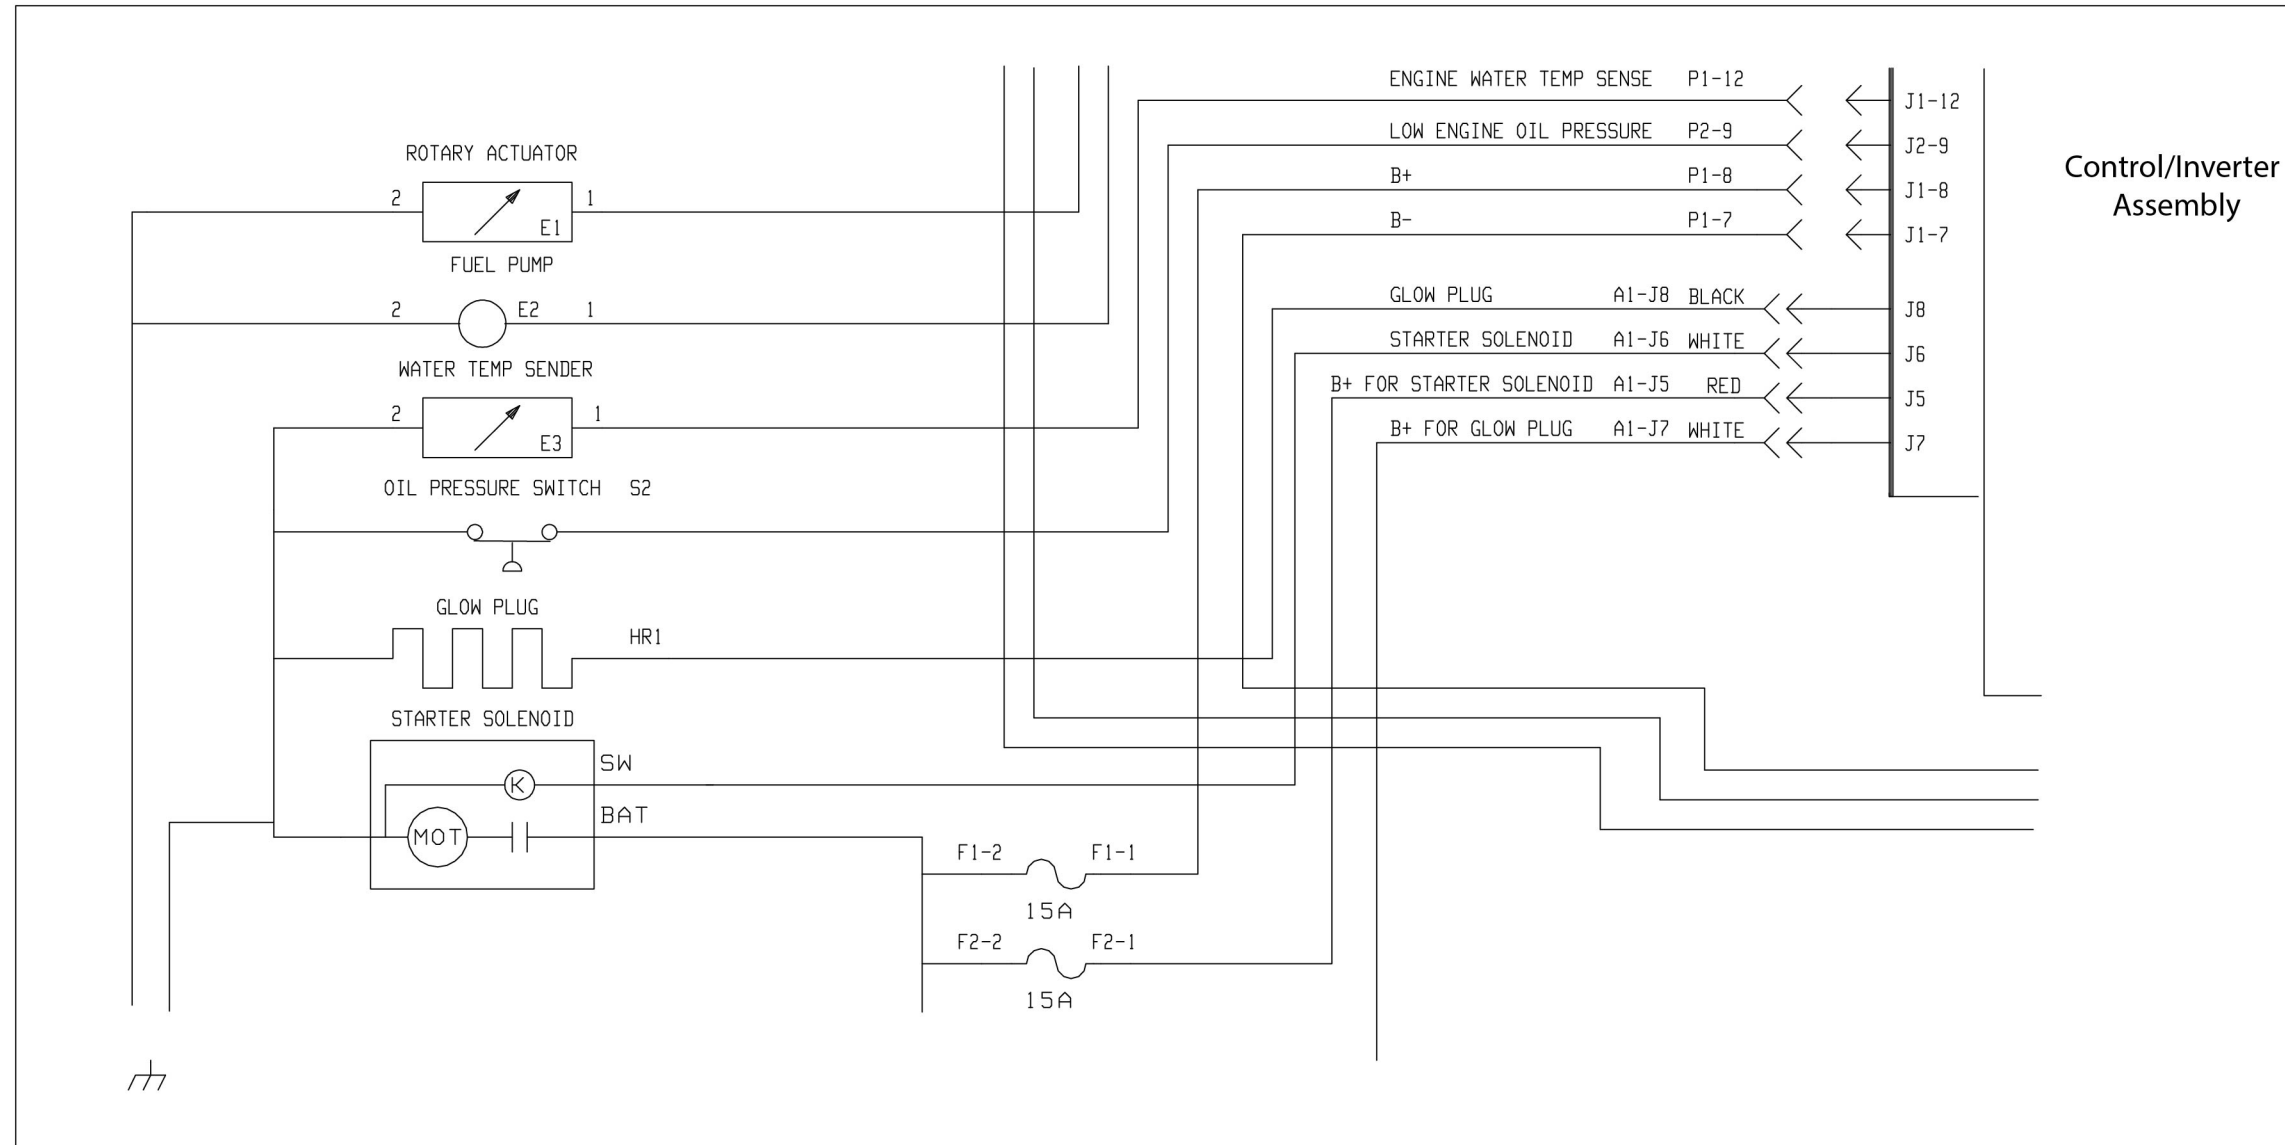 ENGINE WATER TEMP SENSE P1-12
J1-12
LOW ENGINE OIL PRESSURE P2-9
J2-9
B+ P1-8
J1-8
B- P1-7
J1-7
Control/Inverter
Assembly
ROTARY ACTUATOR
2 1
E1
FUEL PUMP
2 E2 1
GLOW PLUG A1-J8 BLACK
J8
STARTER SOLENOID A1-J6 WHITE
J6
B+ FOR STARTER SOLENOID A1-J5 RED
J5
B+ FOR GLOW PLUG A1-J7 WHITE
J7
WATER TEMP SENDER
2 1
E3
OIL PRESSURE SWITCH S2
GLOW PLUG
HR1
STARTER SOLENOID
SW
K
BAT
MOT
F1-2 F1-1
15A
F2-2 F2-1
15A